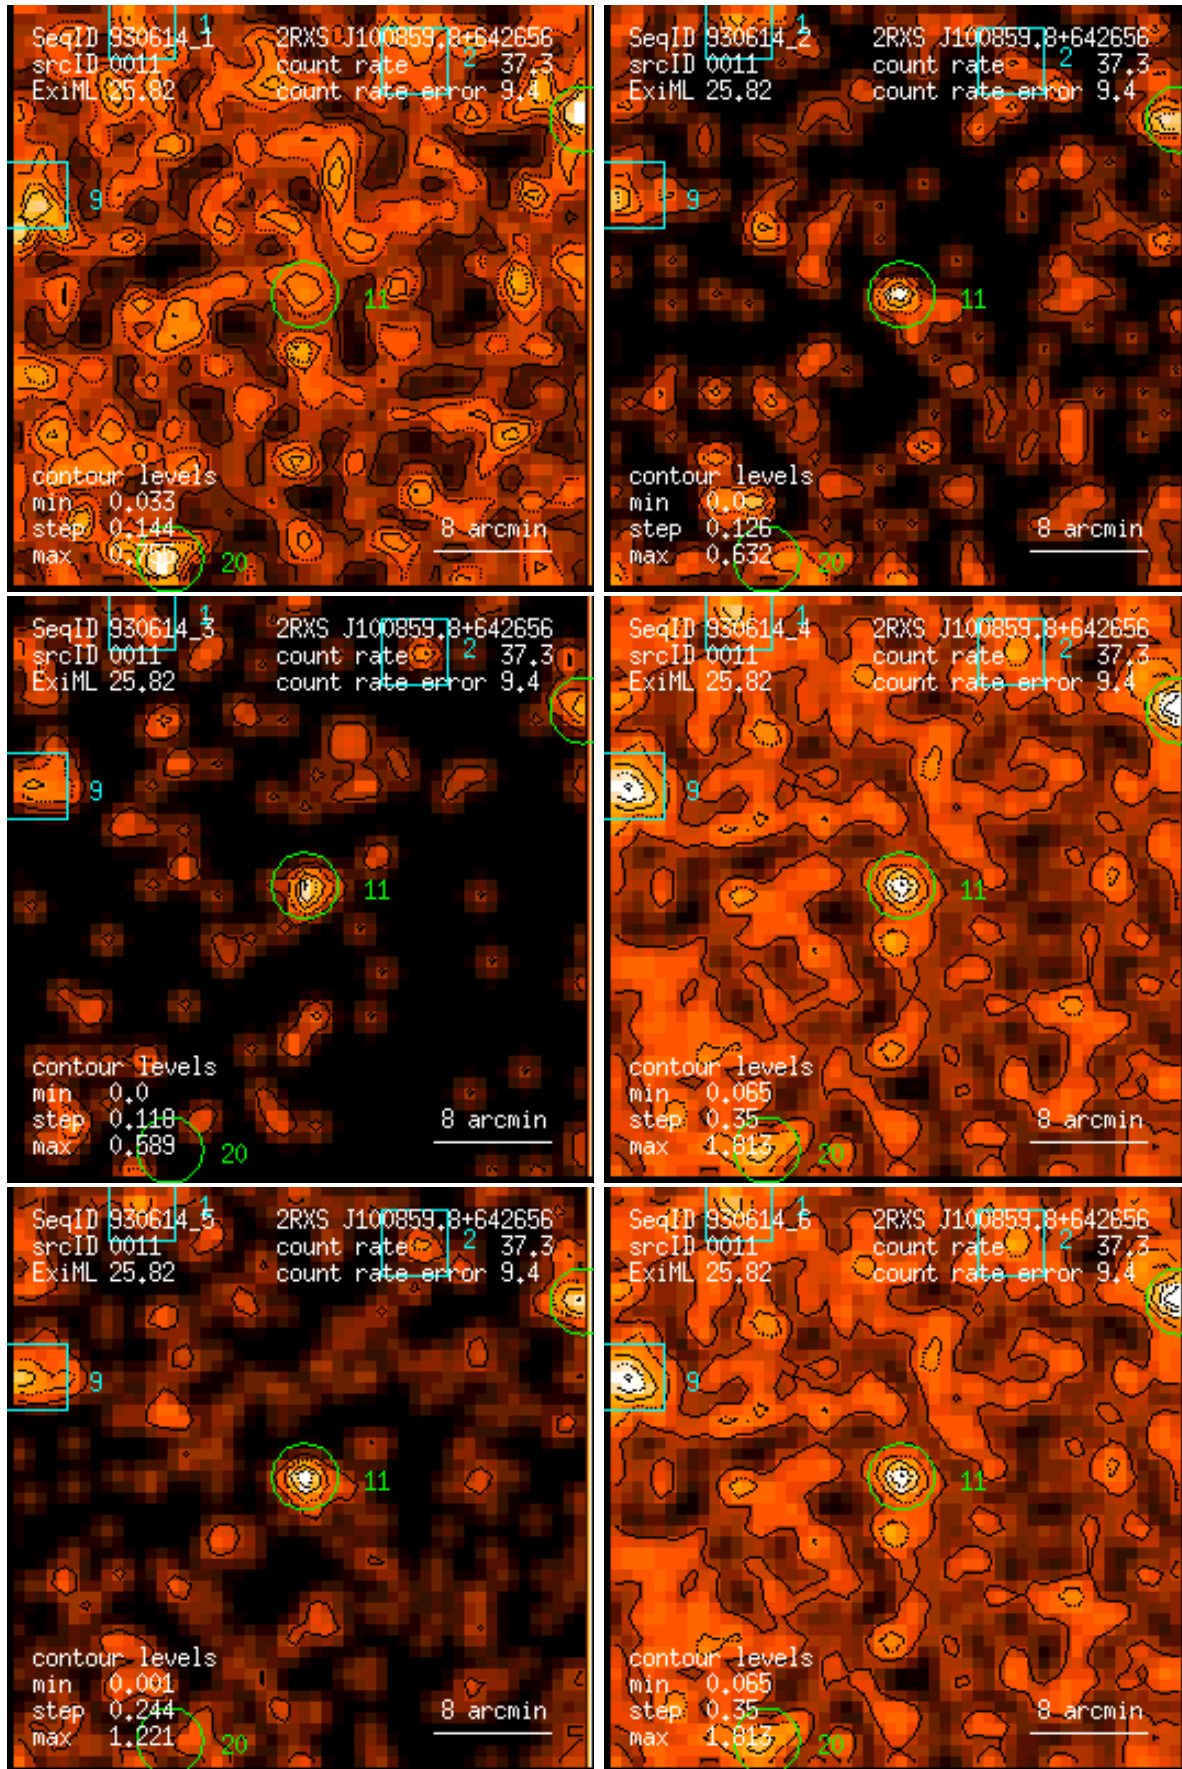 SeqID 930614_1 2RXS J100859.8+642656
srcID 0011 count rate 37.3
ExiML 25.82 count rate error 9.4
1
2
9
11
contour levels
min 0.033
step 0.144
max 0.755
8 arcmin
20
SeqID 930614_2 2RXS J100859.8+642656
srcID 0011 count rate 37.3
ExiML 25.82 count rate error 9.4
1
2
9
11
contour levels
min 0.0
step 0.126
max 0.632
8 arcmin
20
SeqID 930614_3 2RXS J100859.8+642656
srcID 0011 count rate 37.3
ExiML 25.82 count rate error 9.4
1
2
9
11
contour levels
min 0.0
step 0.118
max 0.589
8 arcmin
20
SeqID 930614_4 2RXS J100859.8+642656
srcID 0011 count rate 37.3
ExiML 25.82 count rate error 9.4
1
2
9
11
contour levels
min 0.065
step 0.35
max 1.813
8 arcmin
20
SeqID 930614_5 2RXS J100859.8+642656
srcID 0011 count rate 37.3
ExiML 25.82 count rate error 9.4
1
2
9
11
contour levels
min 0.001
step 0.244
max 1.221
8 arcmin
20
SeqID 930614_6 2RXS J100859.8+642656
srcID 0011 count rate 37.3
ExiML 25.82 count rate error 9.4
1
2
9
11
contour levels
min 0.065
step 0.35
max 1.813
8 arcmin
20